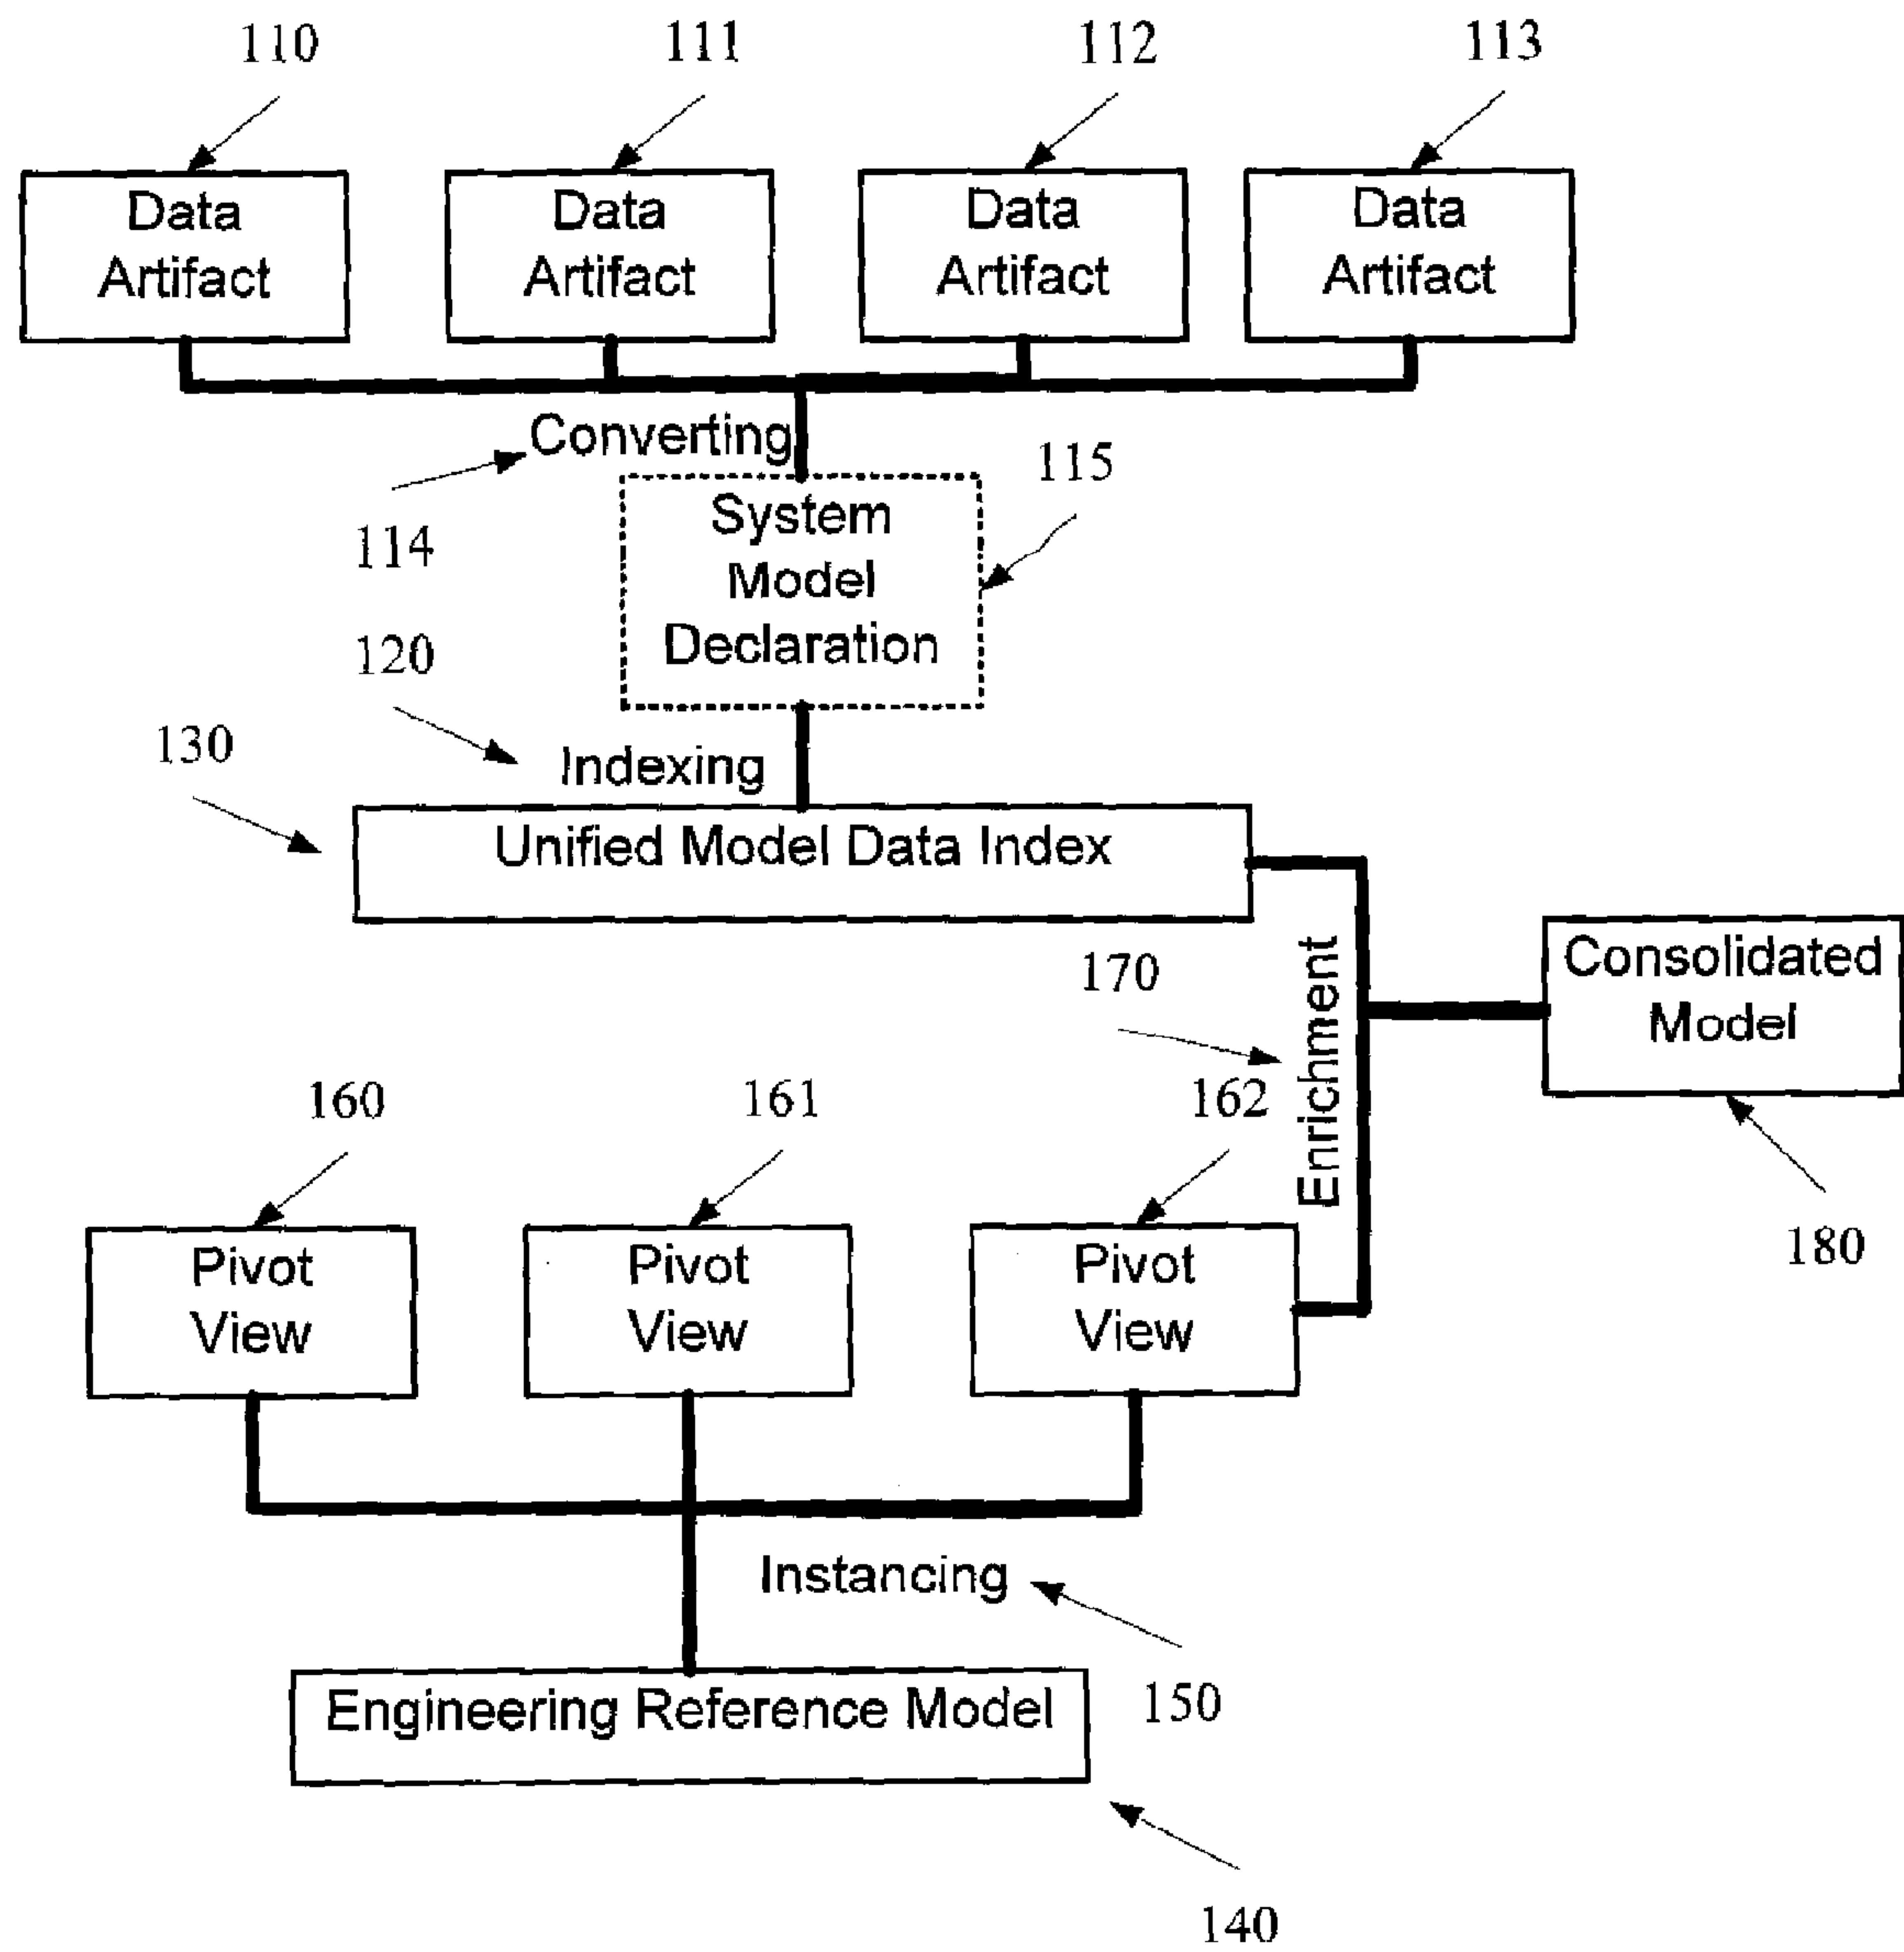 110
111
112
113
Data
Artifact
Data
Artifact
Data
Artifact
Data
Artifact
Converting
114
115
System
Model
Declaration
120
Indexing
130
Unified Model Data Index
170
Enrichment
Consolidated
Model
180
160
161
162
Pivot
View
Pivot
View
Pivot
View
Instancing
150
Engineering Reference Model
140